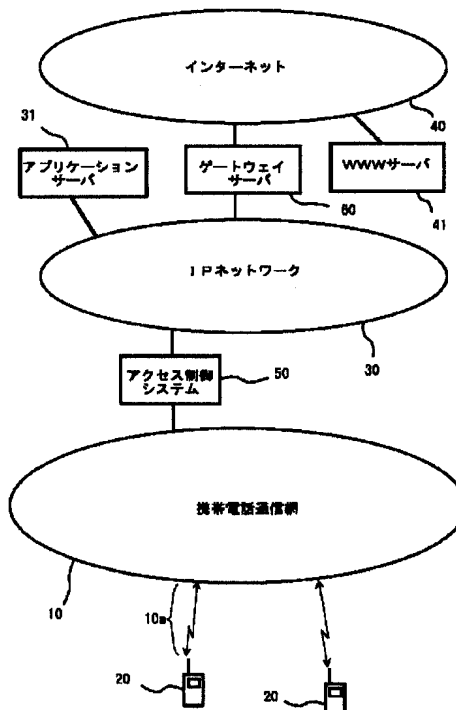 インターネット
40
31
アプリケーション
サーバ
ゲートウェイ
サーバ
60
WWWサーバ
41
IPネットワーク
30
アクセス制御
システム
50
携帯電話通信網
10
10a
20
20